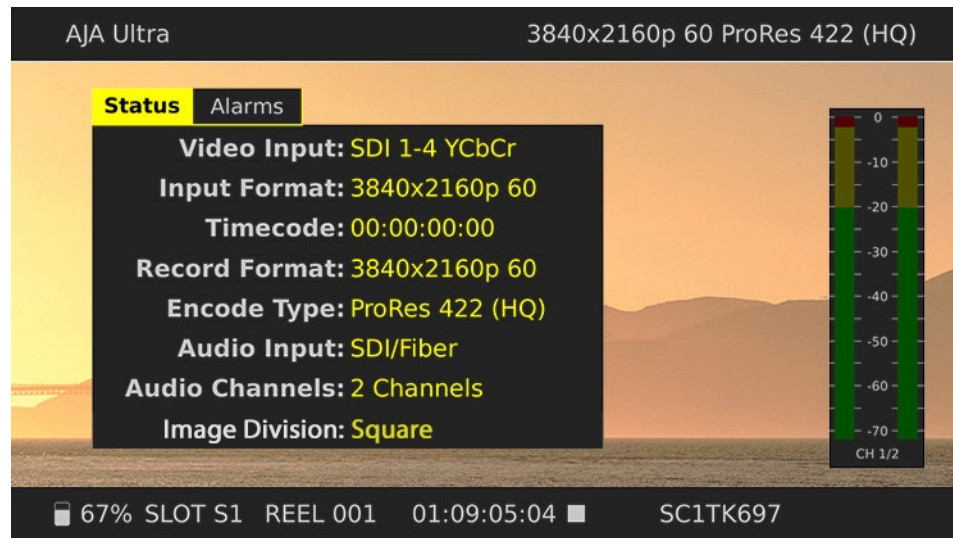 AJA Ultra 3840x2160p 60 ProRes 422 (HQ)
Status Alarms
Video Input: SDI 1-4 YCbCr
Input Format: 3840x2160p 60
Timecode: 00:00:00:00
Record Format: 3840x2160p 60
Encode Type: ProRes 422 (HQ)
Audio Input: SDI/Fiber
Audio Channels: 2 Channels
Image Division: Square
0
-10
-20
-30
-40
-50
-60
-70
CH 1/2
67% SLOT S1 REEL 001 01:09:05:04 SC1TK697